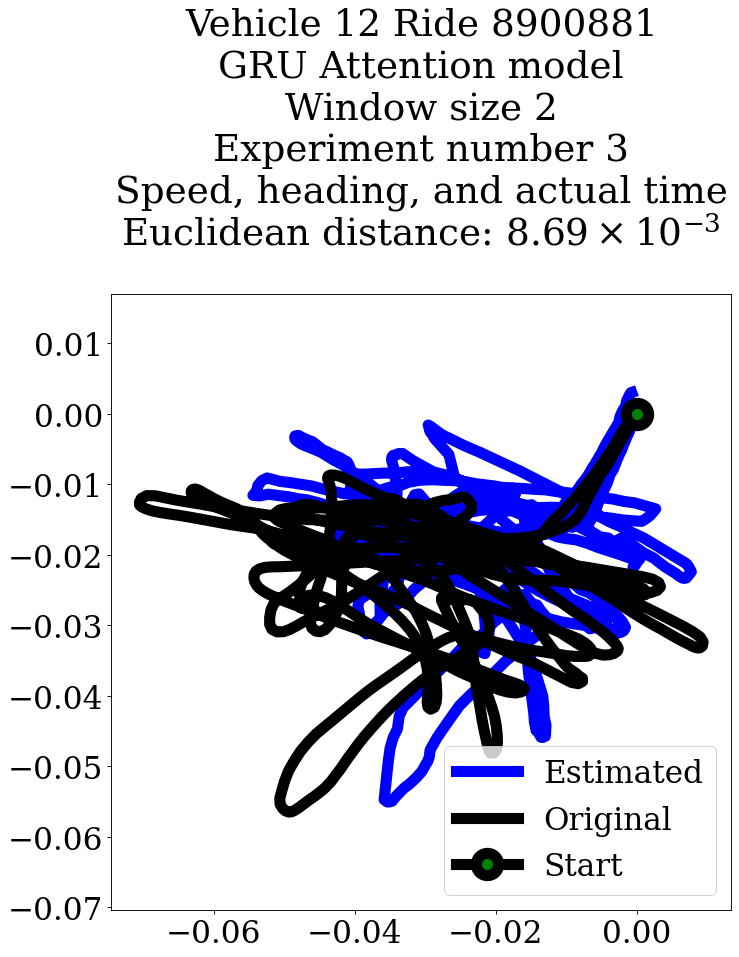 Vehicle 12 Ride 8900881
GRU Attention model
Window size 2
Experiment number 3
Speed, heading, and actual time
Euclidean distance: 8.69 × 10⁻³
0.01
0.00
−0.01
−0.02
−0.03
−0.04
−0.05
−0.06
−0.07
Estimated
Original
Start
−0.06 −0.04 −0.02 0.00